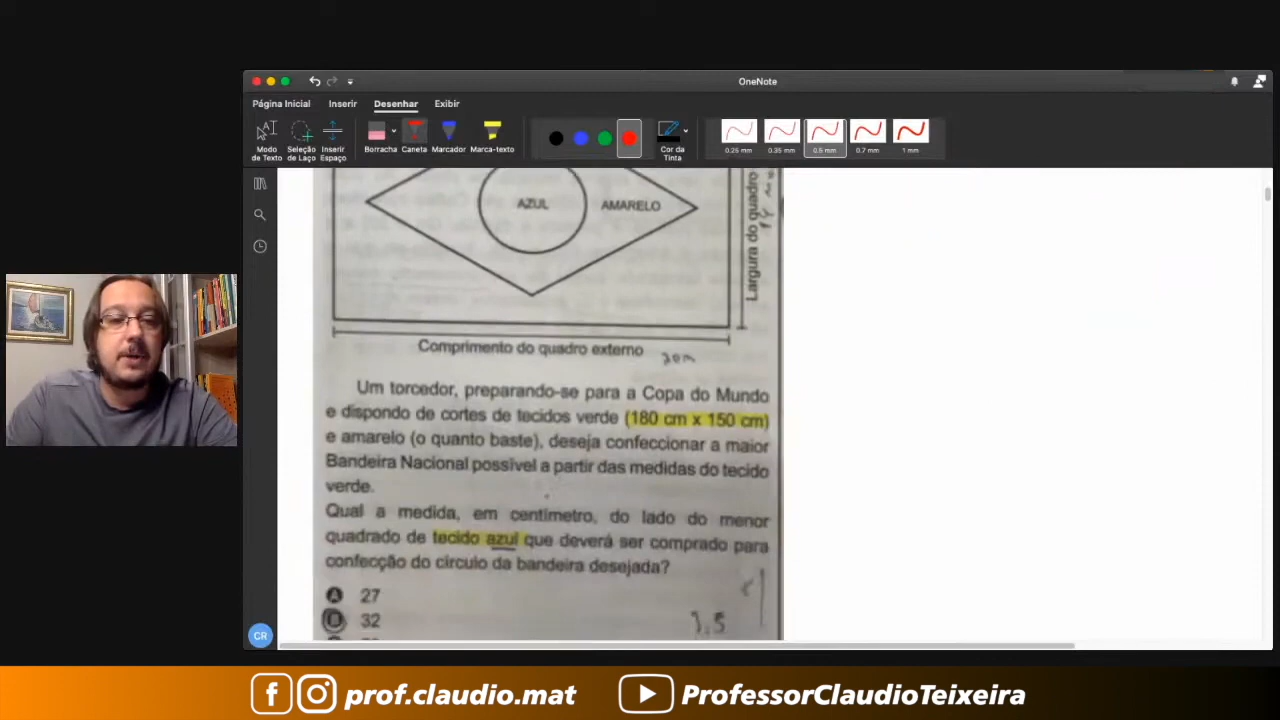 OneNote
Página Inicial Inserir Desenhar Exibir
Modo de Texto
Seleção de Laço
Inserir Espaço
Borracha
Caneta
Marcador
Marca-texto
Cor da Tinta
0.25 mm
0.35 mm
0.5 mm
0.7 mm
1 mm
AZUL
AMARELO
Largura do quadro
Comprimento do quadro externo
20m
Um torcedor, preparando-se para a Copa do Mundo
e dispondo de cortes de tecidos verde (180 cm x 150 cm)
e amarelo (o quanto baste), deseja confeccionar a maior
Bandeira Nacional possível a partir das medidas do tecido
verde.
Qual a medida, em centímetro, do lado do menor
quadrado de tecido azul que deverá ser comprado para
confecção do círculo da bandeira desejada?
A 27
B 32
1,5
CR
prof.claudio.mat
ProfessorClaudioTeixeira